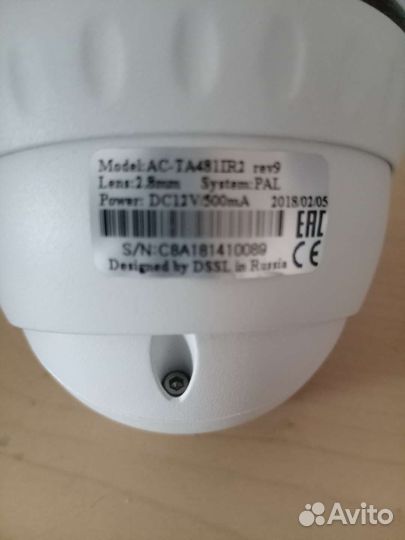 Model:AC-TA481IR2 rev9
Lens:2.8mm System:PAL
Power: DC12V/500mA 2018/02/05
EAC
CE
S/N:C8A181410089
Designed by DSSL in Russia
Avito